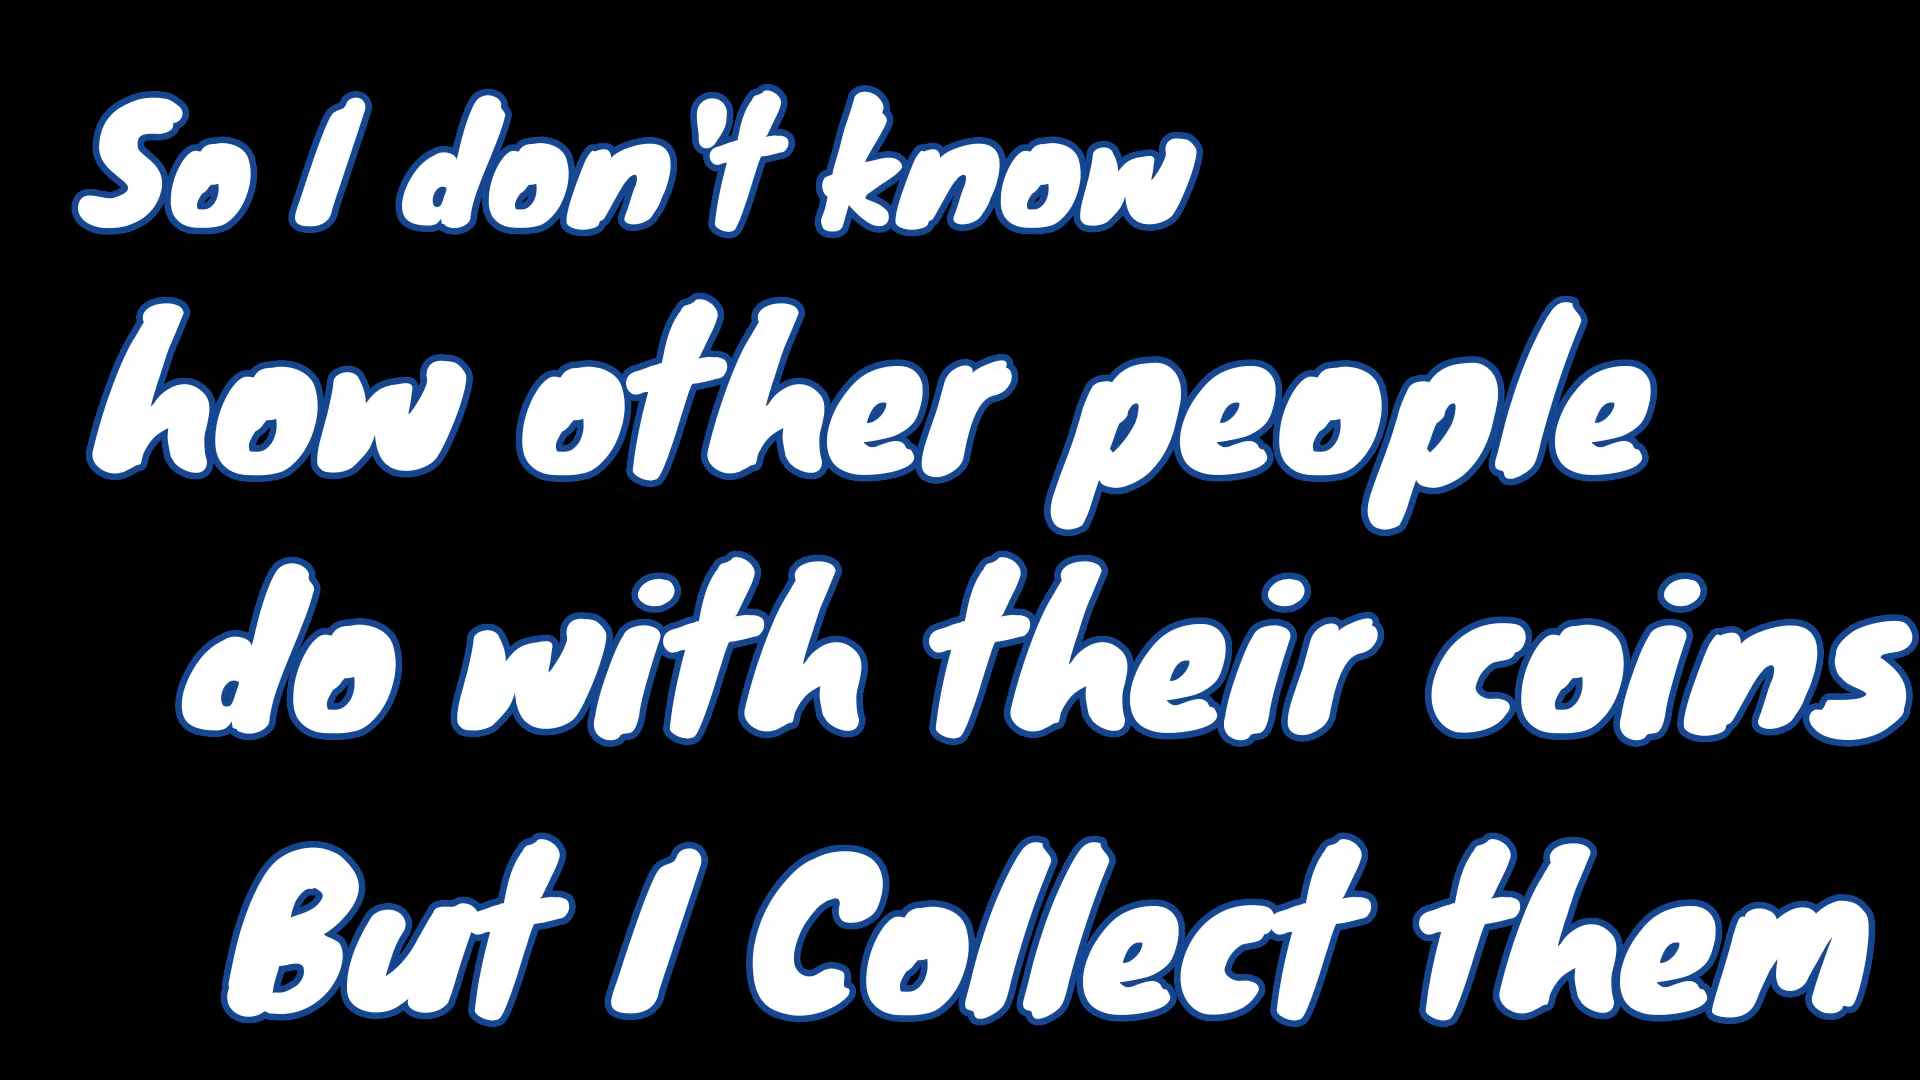 So I don't know
how other people
do with their coins
But I Collect them